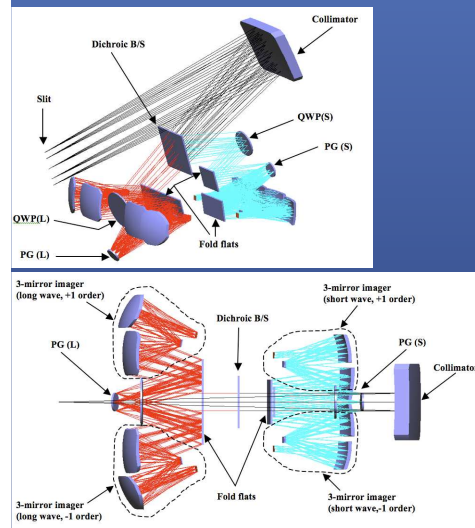 Collimator
Dichroic B/S
Slit
QWP(S)
PG (S)
QWP(L)
Fold flats
PG (L)
3-mirror imager
(long wave, +1 order)
3-mirror imager
(short wave, +1 order)
Dichroic B/S
PG (L)
PG (S)
Collimator
Fold flats
3-mirror imager
(long wave, -1 order)
3-mirror imager
(short wave,-1 order)